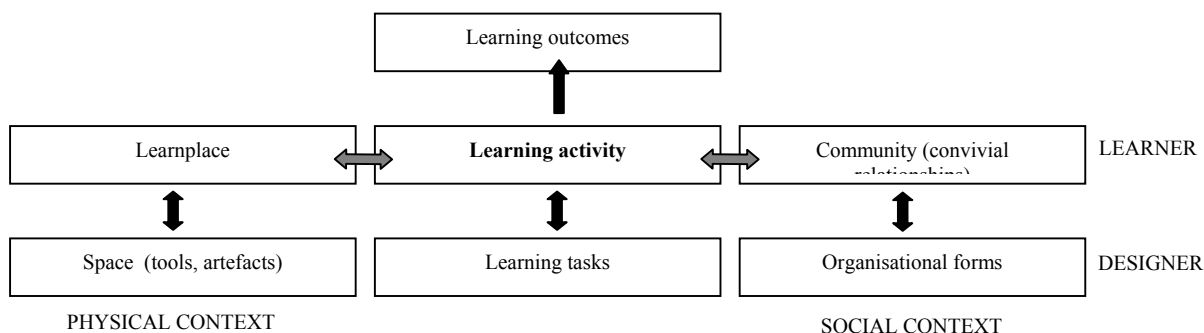 Learning outcomes
Learnplace
Learning activity
Community (convivial
relationships)
LEARNER
Space (tools, artefacts)
Learning tasks
Organisational forms
DESIGNER
PHYSICAL CONTEXT
SOCIAL CONTEXT